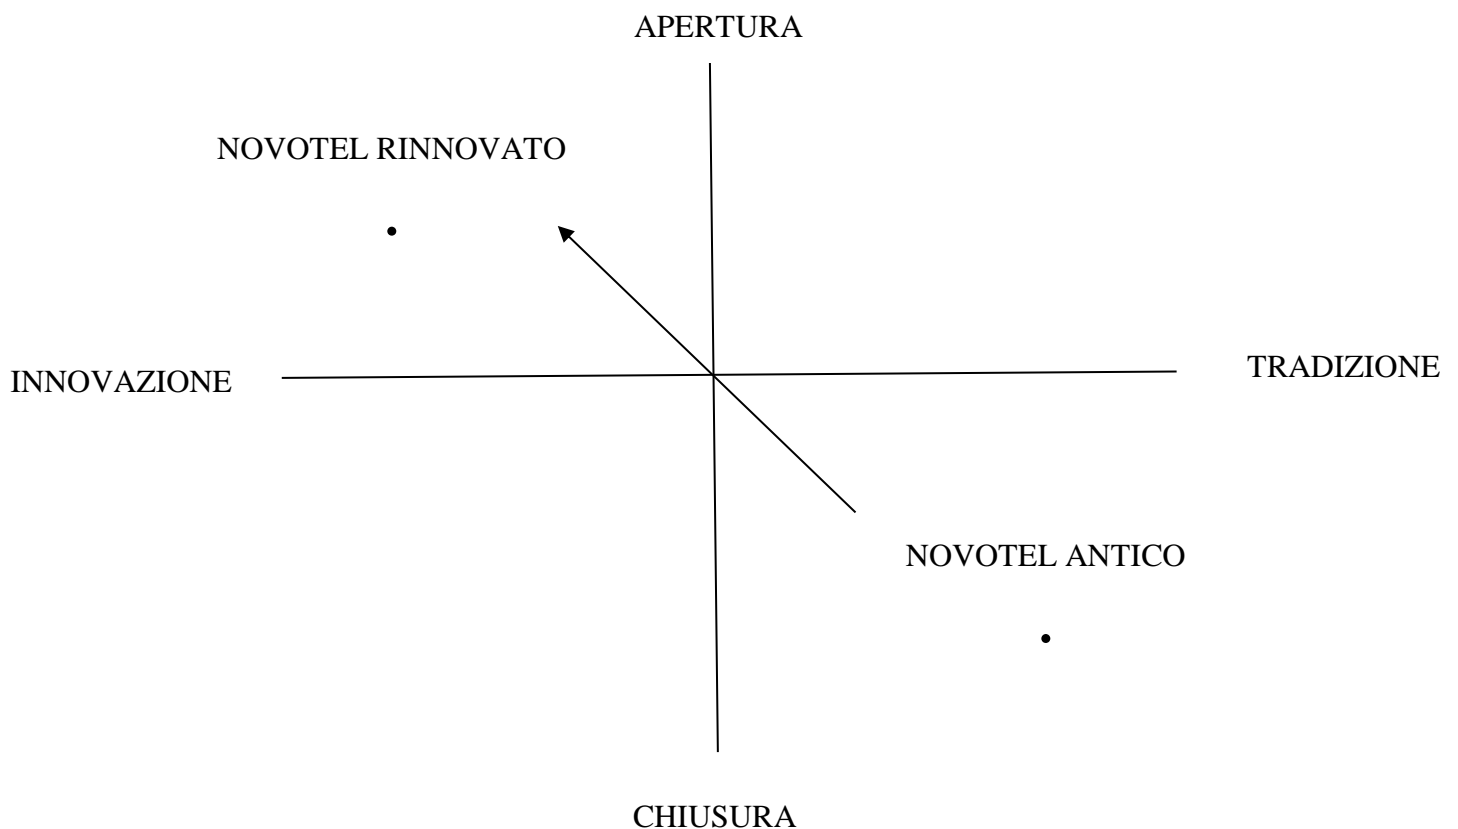 APERTURA
NOVOTEL RINNOVATO
INNOVAZIONE
TRADIZIONE
NOVOTEL ANTICO
CHIUSURA